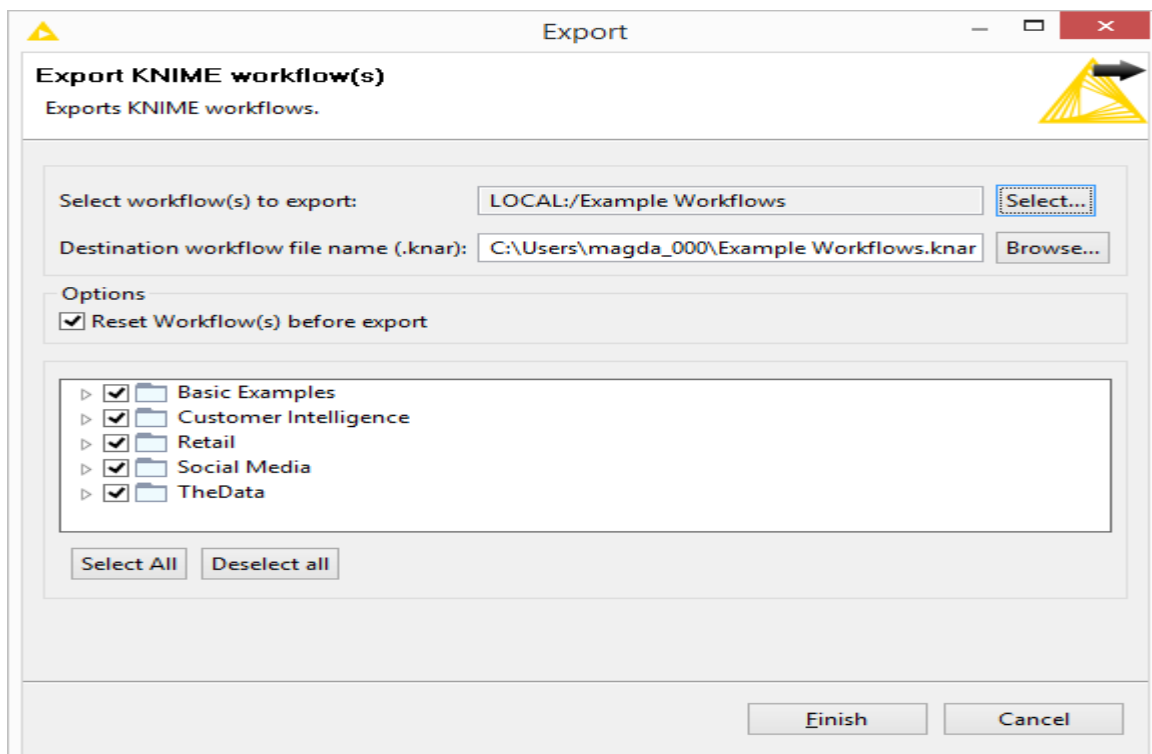 Export
Export KNIME workflow(s)
Exports KNIME workflows.
Select workflow(s) to export: LOCAL:/Example Workflows Select...
Destination workflow file name (.knar): C:\Users\magda_000\Example Workflows.knar Browse...
Options
Reset Workflow(s) before export
Basic Examples
Customer Intelligence
Retail
Social Media
TheData
Select All Deselect all
Finish Cancel